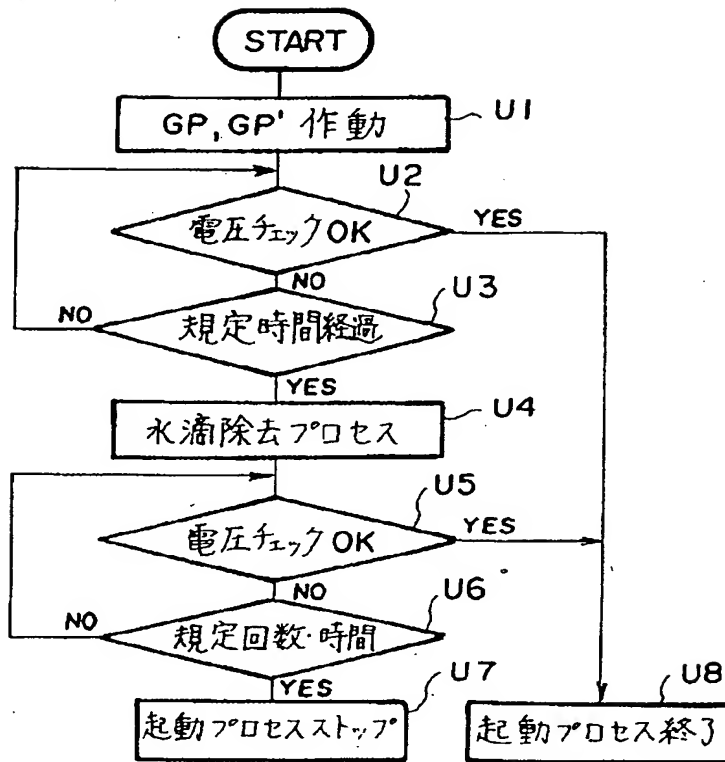 START
GP, GP' 作動
U1
U2
電圧チェックOK
YES
NO
U3
規定時間経過
NO
YES
U4
水滴除去プロセス
U5
電圧チェックOK
YES
NO
U6
規定回数・時間
NO
YES
U7
起動プロセスストップ
U8
起動プロセス終了